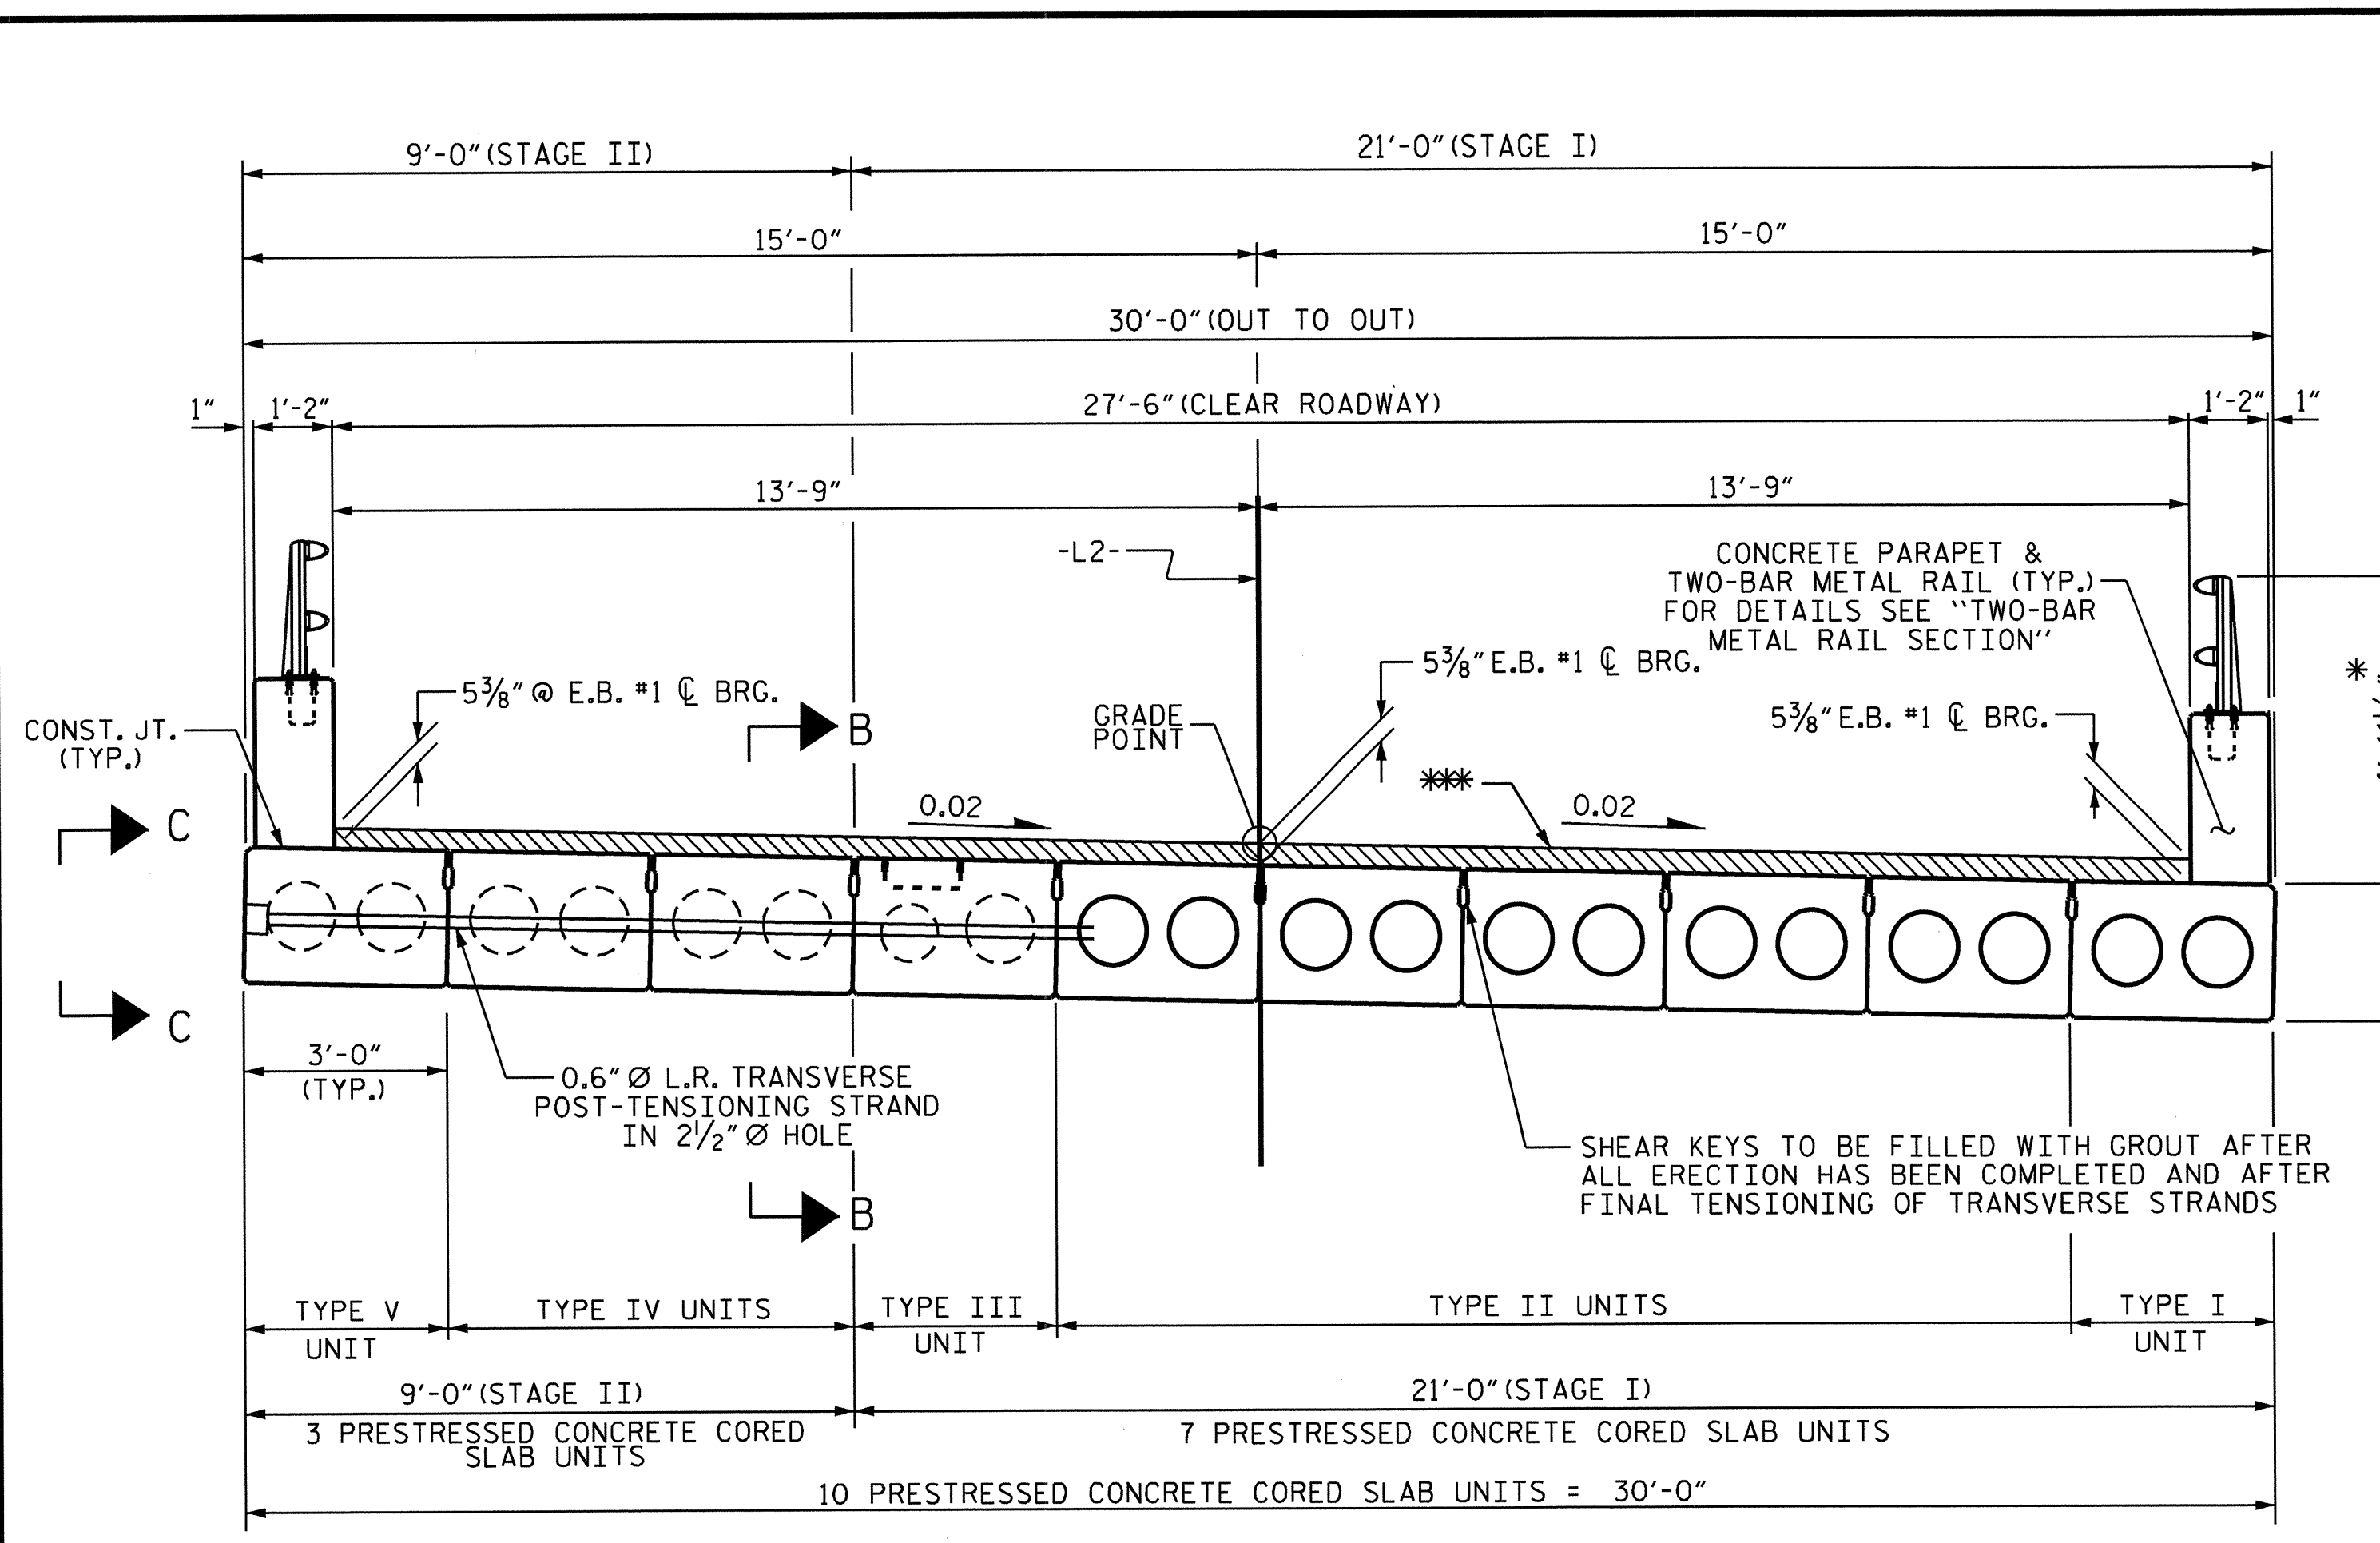 9'-0" (STAGE II)
21'-0" (STAGE I)
15'-0"
15'-0"
30'-0" (OUT TO OUT)
1"
1'-2"
27'-6" (CLEAR ROADWAY)
1'-2"
1"
13'-9"
13'-9"
-L2-
CONCRETE PARAPET &
TWO-BAR METAL RAIL (TYP.)
FOR DETAILS SEE "TWO-BAR
METAL RAIL SECTION"
5⅜" @ E.B. #1 ℄ BRG.
5⅜" E.B. #1 ℄ BRG.
5⅜" E.B. #1 ℄ BRG.
*
CONST. JT.
(TYP.)
B
GRADE
POINT
***
C
0.02
0.02
C
3'-0"
(TYP.)
0.6" Ø L.R. TRANSVERSE
POST-TENSIONING STRAND
IN 2½" Ø HOLE
B
SHEAR KEYS TO BE FILLED WITH GROUT AFTER
ALL ERECTION HAS BEEN COMPLETED AND AFTER
FINAL TENSIONING OF TRANSVERSE STRANDS
TYPE V
UNIT
TYPE IV UNITS
TYPE III
UNIT
TYPE II UNITS
TYPE I
UNIT
9'-0" (STAGE II)
21'-0" (STAGE I)
3 PRESTRESSED CONCRETE CORED
SLAB UNITS
7 PRESTRESSED CONCRETE CORED SLAB UNITS
10 PRESTRESSED CONCRETE CORED SLAB UNITS = 30'-0"